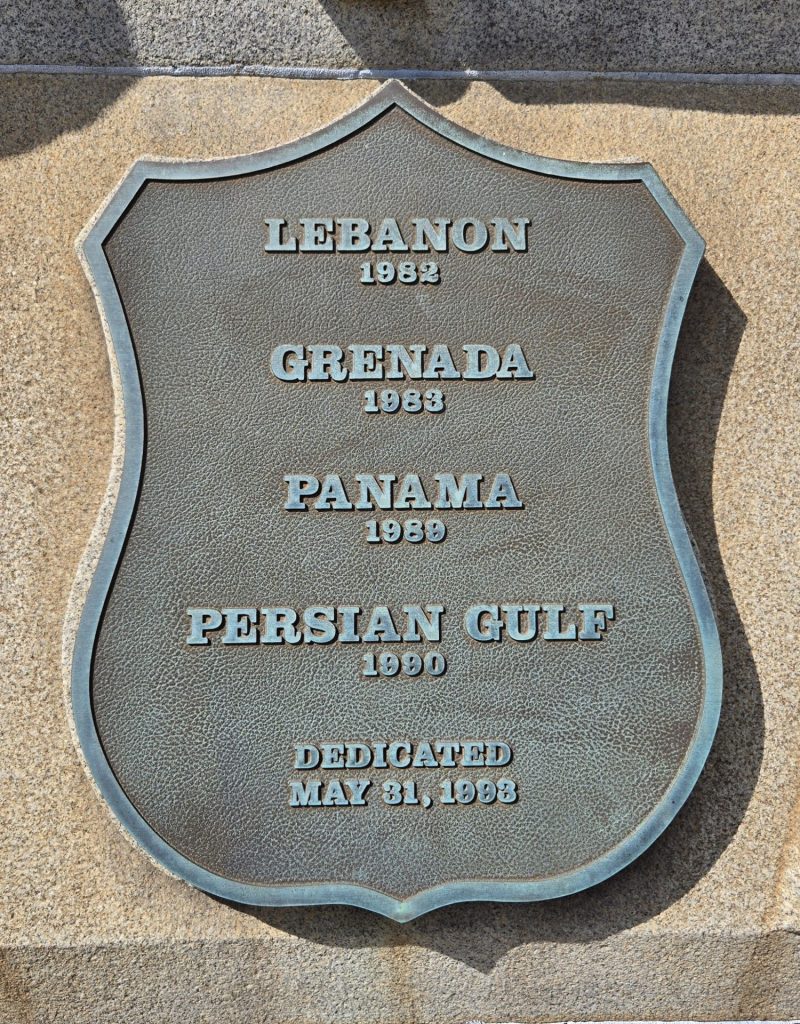 LEBANON
1982
GRENADA
1983
PANAMA
1989
PERSIAN GULF
1990
DEDICATED
MAY 31, 1993